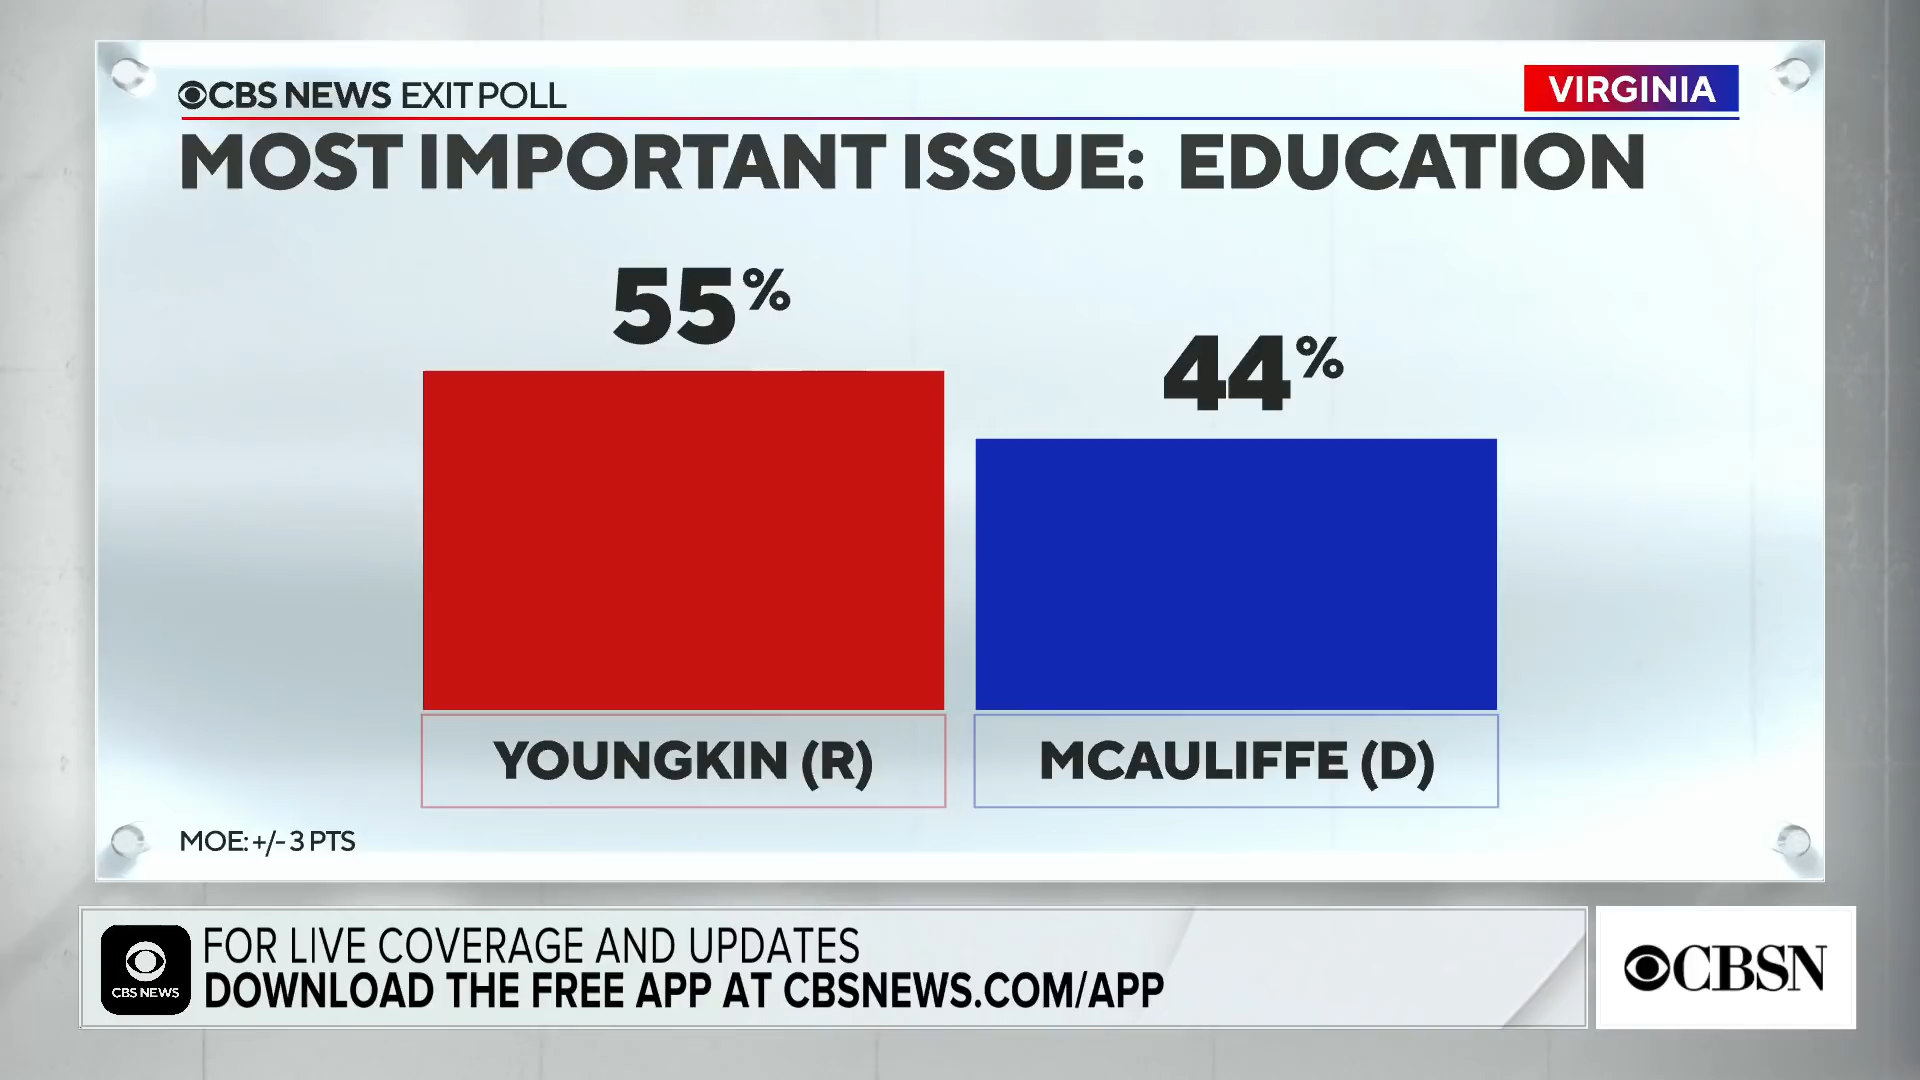 CBS NEWS EXIT POLL
VIRGINIA
MOST IMPORTANT ISSUE: EDUCATION
55%
44%
YOUNGKIN (R)
MCAULIFFE (D)
MOE: +/- 3 PTS
CBS NEWS
FOR LIVE COVERAGE AND UPDATES
DOWNLOAD THE FREE APP AT CBSNEWS.COM/APP
CBSN